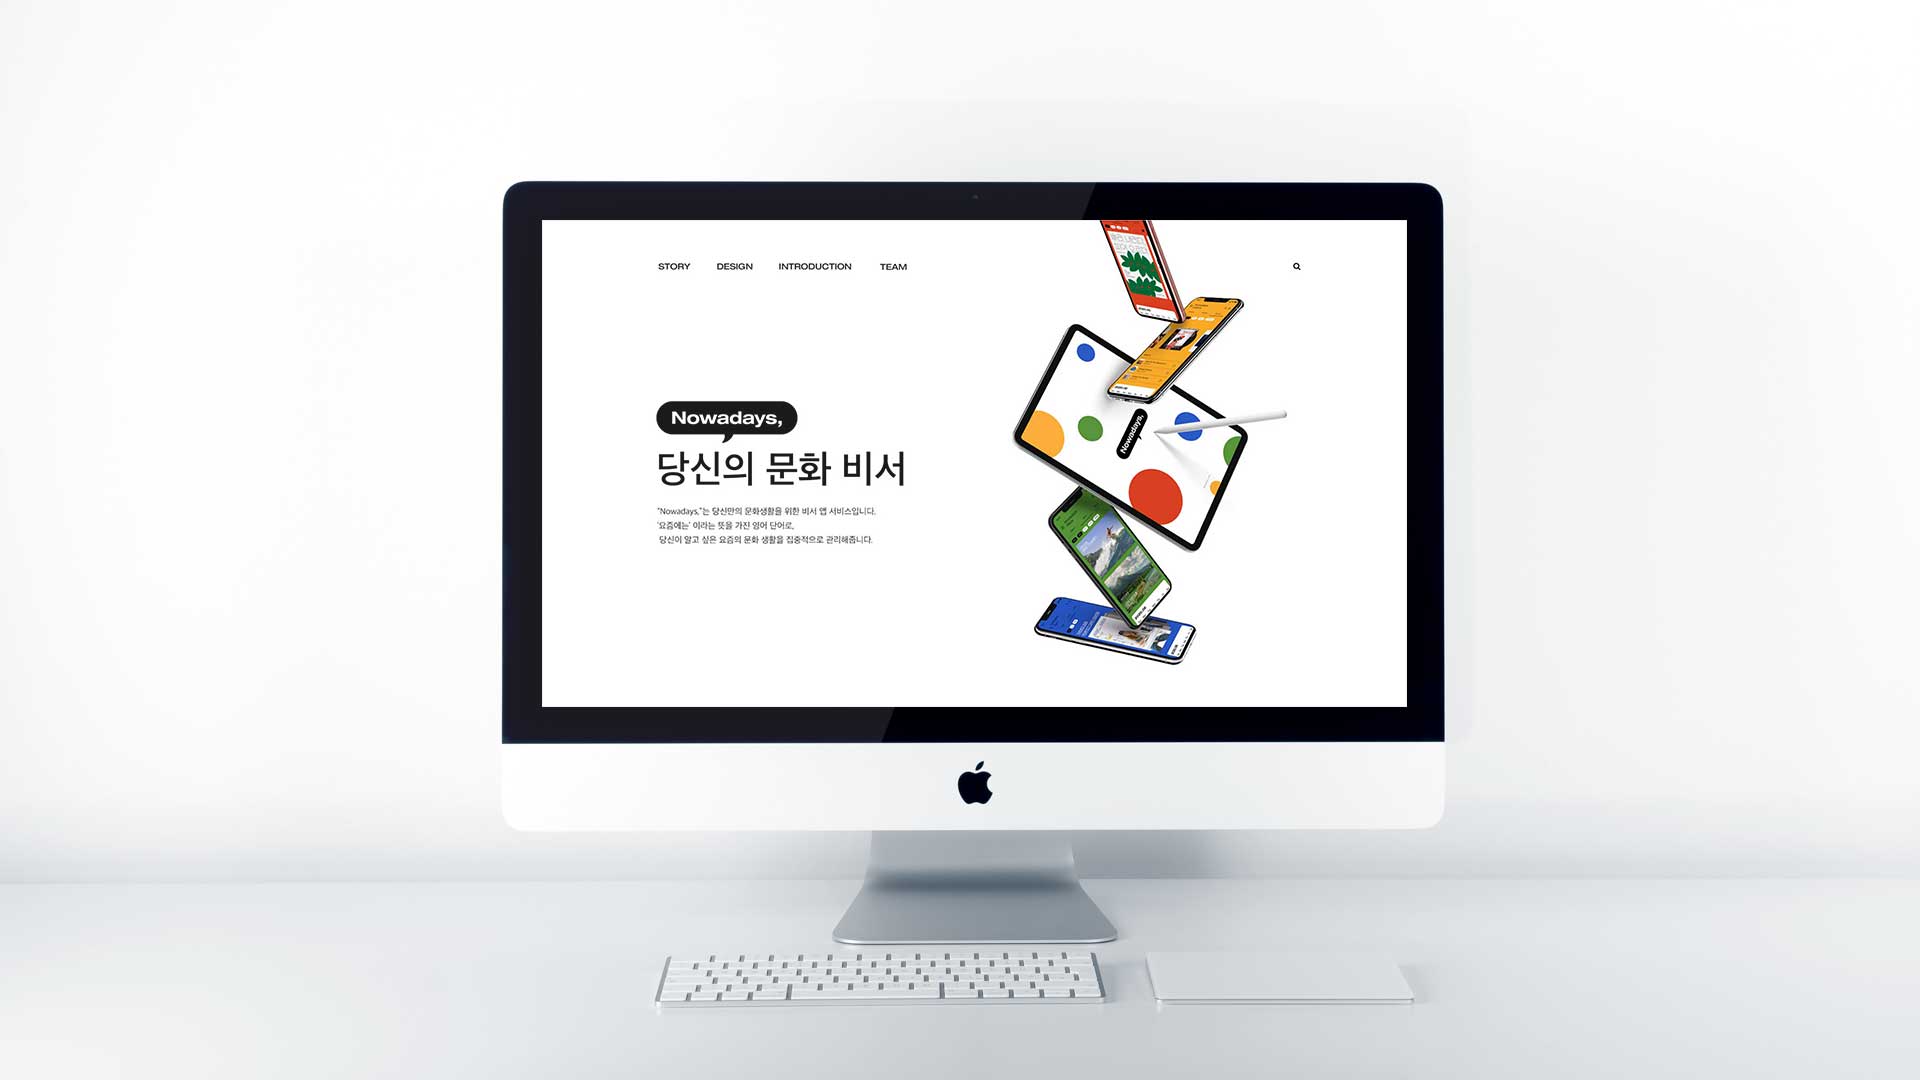 STORY DESIGN INTRODUCTION TEAM
Nowadays,
당신의 문화 비서
"Nowadays,"는 당신만의 문화생활을 위한 비서 앱 서비스입니다.
'요즘에는' 이라는 뜻을 가진 영어 단어로,
당신이 알고 싶은 요즘의 문화 생활을 집중적으로 관리해줍니다.
Nowadays,